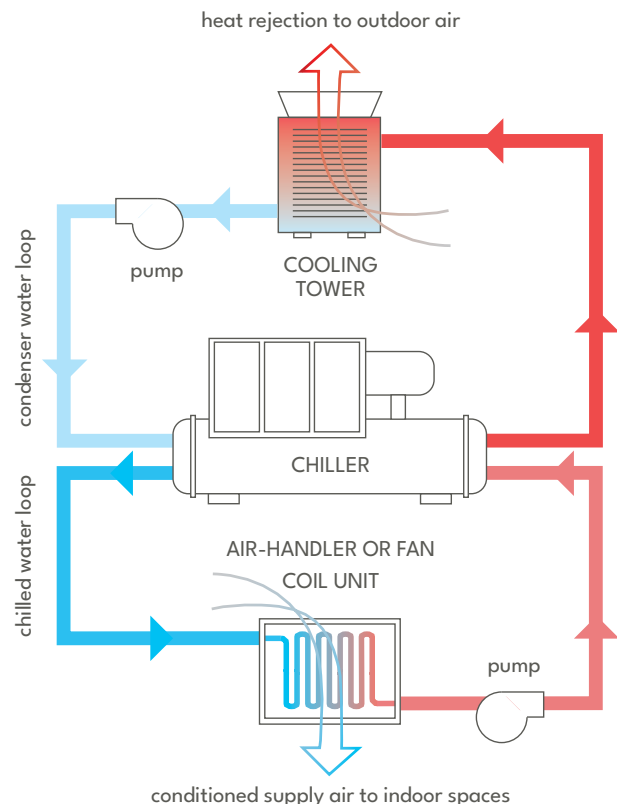 heat rejection to outdoor air
pump
COOLING
TOWER
condenser water loop
CHILLER
chilled water loop
AIR-HANDLER OR FAN
COIL UNIT
pump
conditioned supply air to indoor spaces